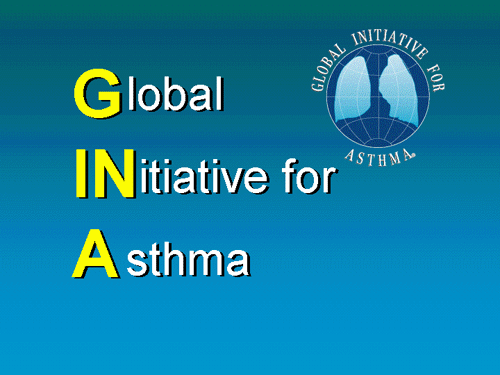 Global
INitiative for
Asthma
GLOBAL INITIATIVE FOR
ASTHMA